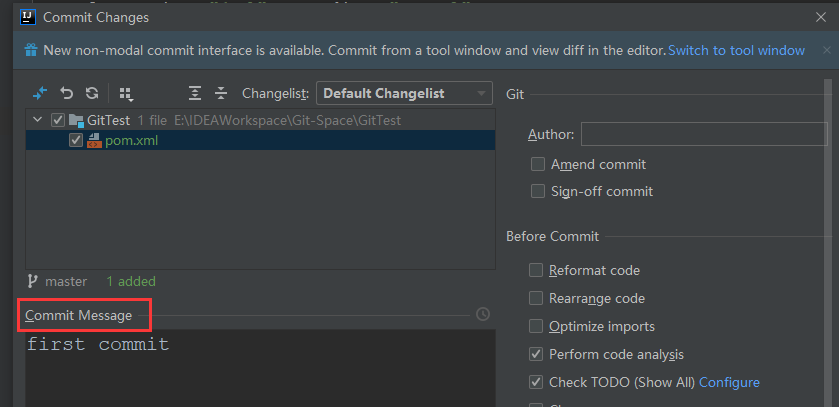 IJ Commit Changes
New non-modal commit interface is available. Commit from a tool window and view diff in the editor. Switch to tool window
Changelist: Default Changelist
GitTest 1 file E:\IDEAWorkspace\Git-Space\GitTest
pom.xml
master 1 added
Commit Message
first commit
Git
Author:
Amend commit
Sign-off commit
Before Commit
Reformat code
Rearrange code
Optimize imports
Perform code analysis
Check TODO (Show All) Configure